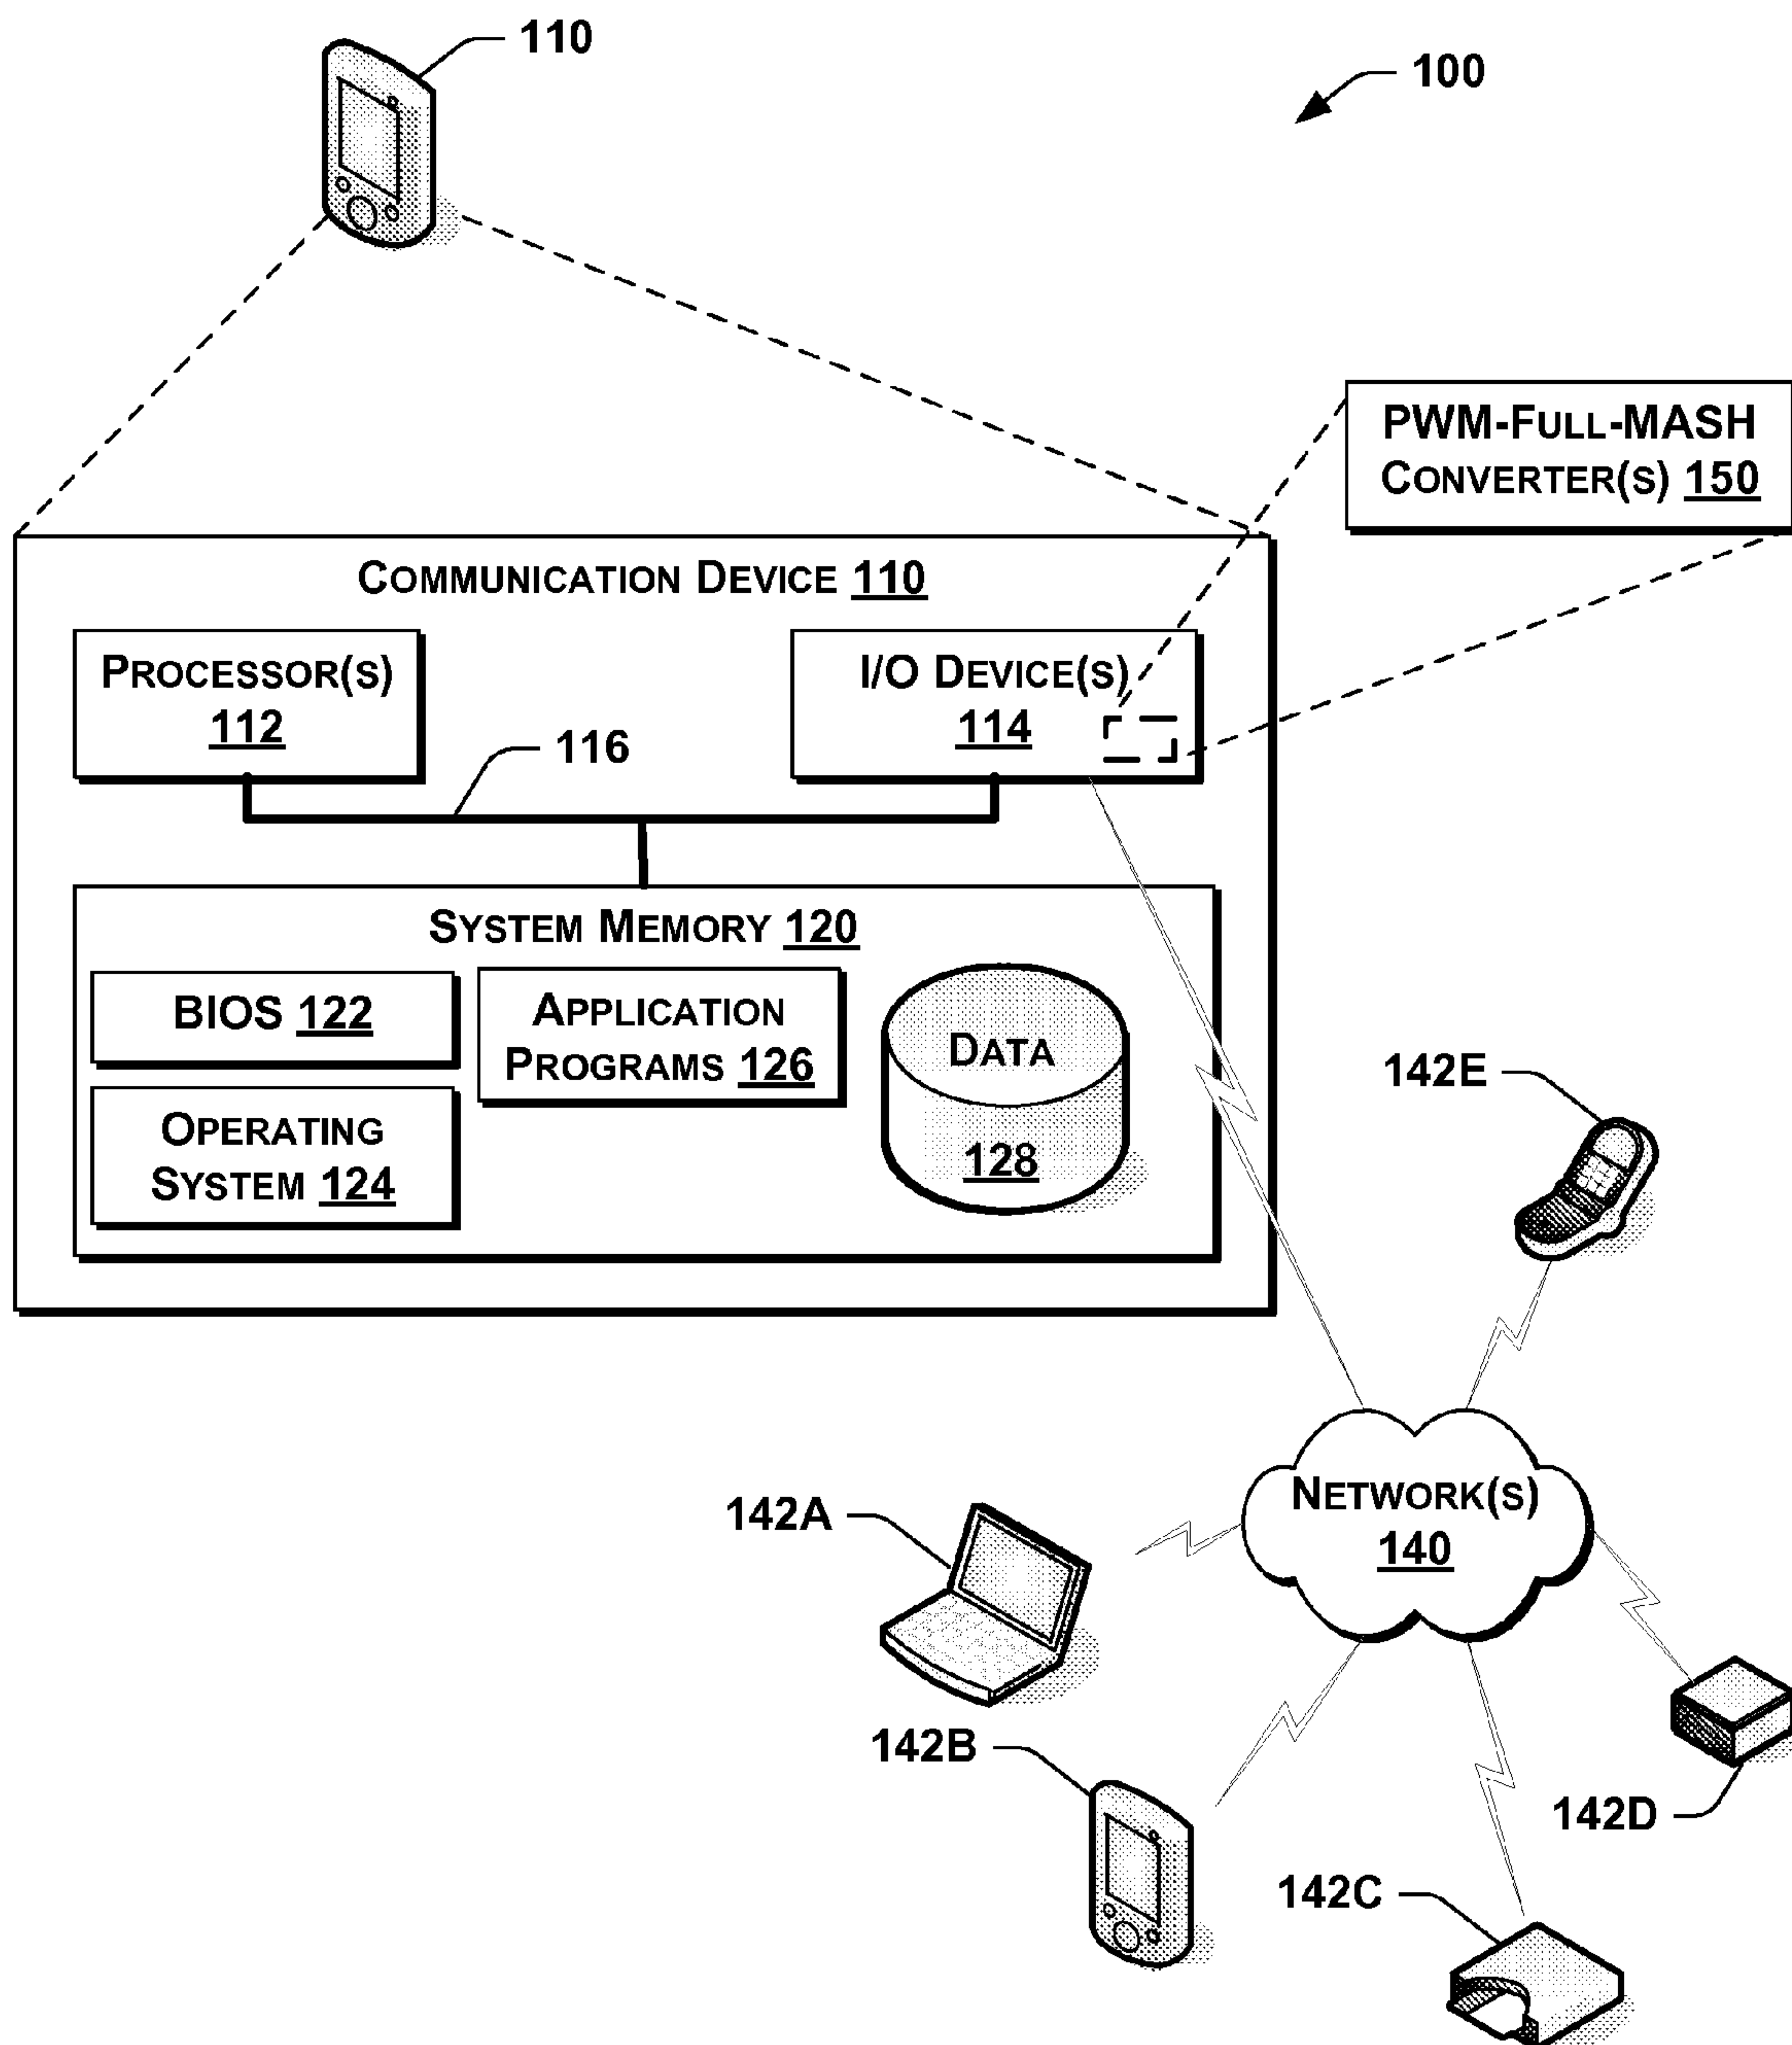 110
100
PWM-FULL-MASH
CONVERTER(S) 150
COMMUNICATION DEVICE 110
PROCESSOR(S)
112
I/O DEVICE(S)
114
116
SYSTEM MEMORY 120
BIOS 122
APPLICATION
PROGRAMS 126
OPERATING
SYSTEM 124
DATA
128
142E
NETWORK(S)
140
142A
142B
142D
142C